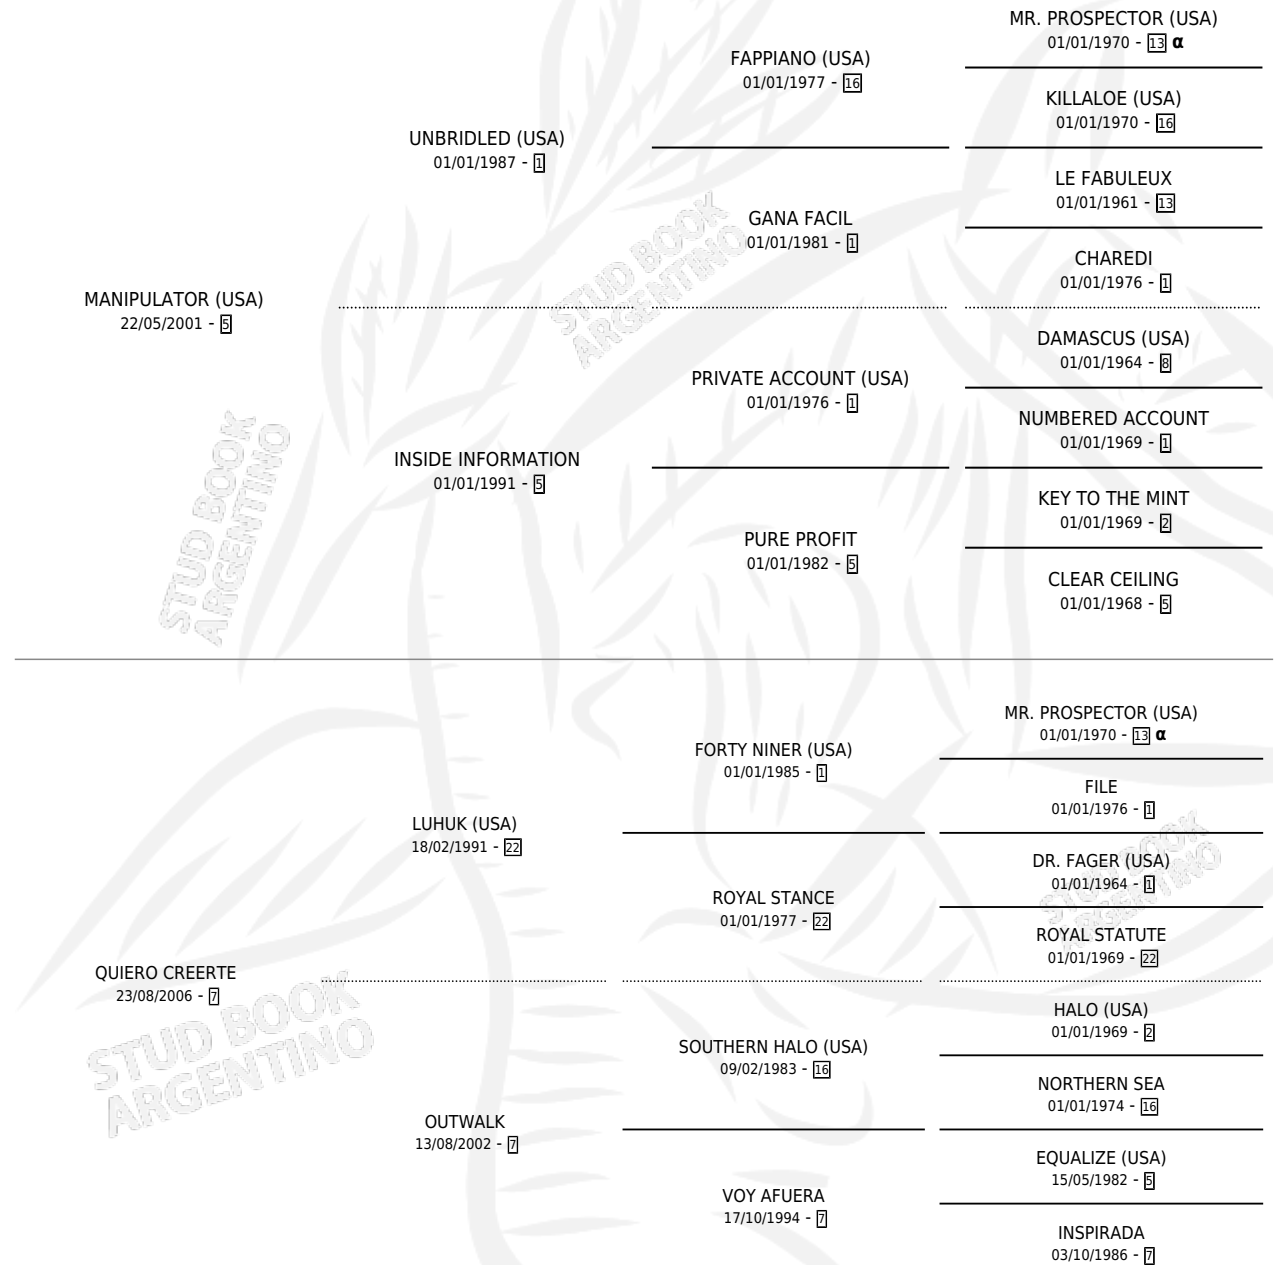 MR. PROSPECTOR (USA)
01/01/1970 - 13 α
FAPPIANO (USA)
01/01/1977 - 16
KILLALOE (USA)
01/01/1970 - 16
UNBRIDLED (USA)
01/01/1987 - 1
LE FABULEUX
01/01/1961 - 13
GANA FACIL
01/01/1981 - 1
CHAREDI
01/01/1976 - 1
MANIPULATOR (USA)
22/05/2001 - 5
DAMASCUS (USA)
01/01/1964 - 8
PRIVATE ACCOUNT (USA)
01/01/1976 - 1
NUMBERED ACCOUNT
01/01/1969 - 1
INSIDE INFORMATION
01/01/1991 - 5
KEY TO THE MINT
01/01/1969 - 2
PURE PROFIT
01/01/1982 - 5
CLEAR CEILING
01/01/1968 - 5
MR. PROSPECTOR (USA)
01/01/1970 - 13 α
FORTY NINER (USA)
01/01/1985 - 1
FILE
01/01/1976 - 1
LUHUK (USA)
18/02/1991 - 22
DR. FAGER (USA)
01/01/1964 - 1
ROYAL STANCE
01/01/1977 - 22
ROYAL STATUTE
01/01/1969 - 22
QUIERO CREERTE
23/08/2006 - 7
HALO (USA)
01/01/1969 - 2
SOUTHERN HALO (USA)
09/02/1983 - 16
NORTHERN SEA
01/01/1974 - 16
OUTWALK
13/08/2002 - 7
EQUALIZE (USA)
15/05/1982 - 5
VOY AFUERA
17/10/1994 - 7
INSPIRADA
03/10/1986 - 7
STUD BOOK
ARGENTINO
STUD BOOK
ARGENTINO
STUD BOOK
ARGENTINO
STUD BOOK
ARGENTINO